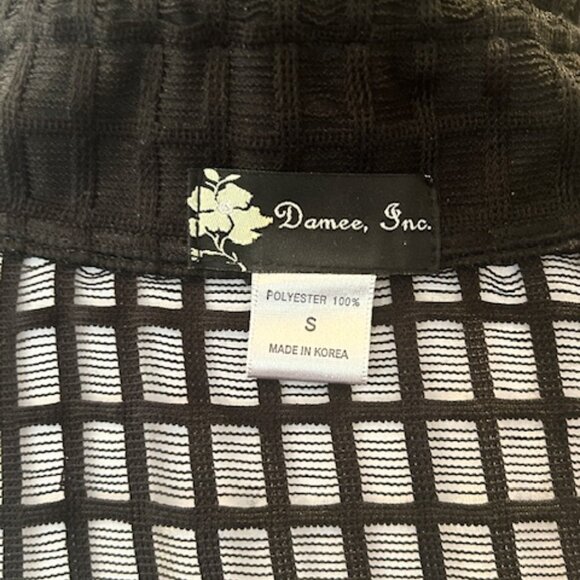 Damee, Inc.
POLYESTER 100%
S
MADE IN KOREA